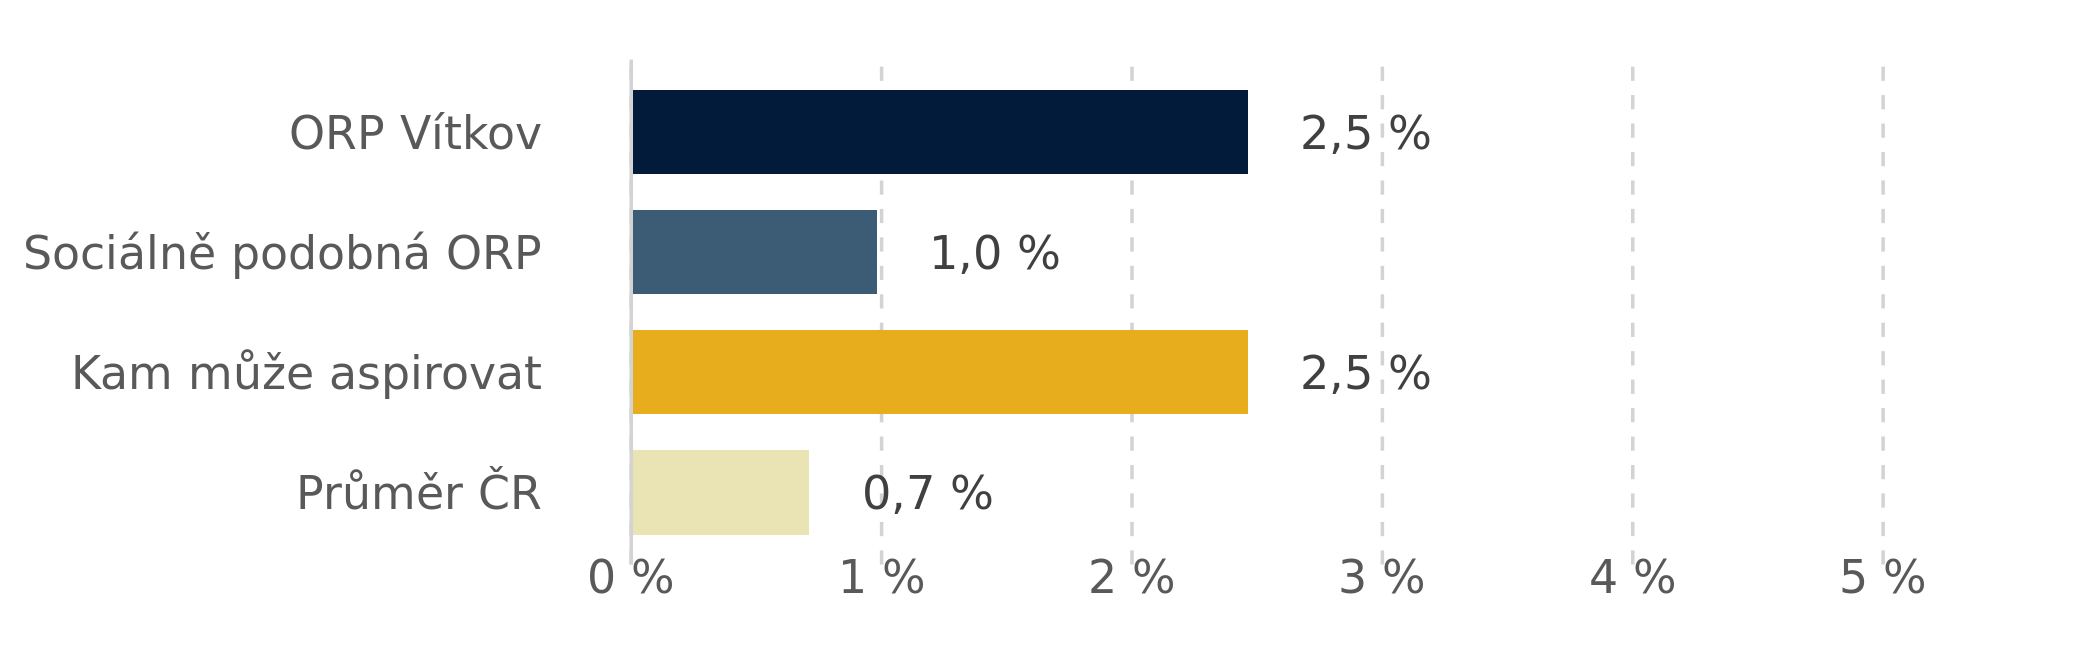 ORP Vítkov 2,5 %
Sociálně podobná ORP 1,0 %
Kam může aspirovat 2,5 %
Průměr ČR 0,7 %
0 % 1 % 2 % 3 % 4 % 5 %